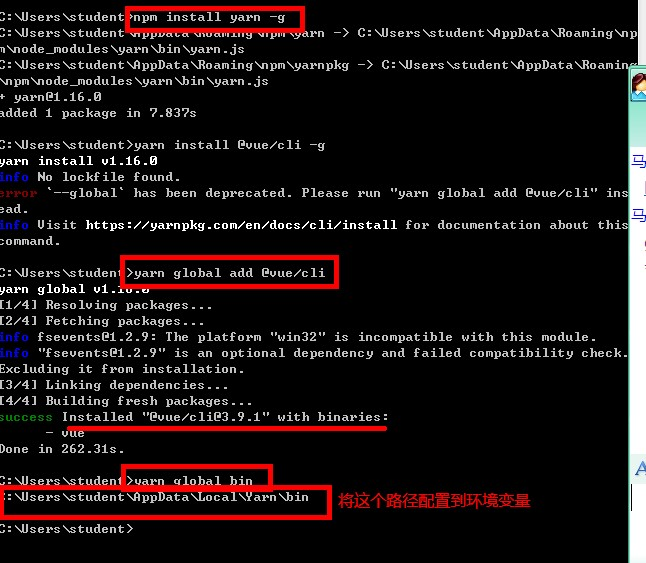 C:\Users\student>npm install yarn -g
C:\Users\student\AppData\Roaming\npm\yarn -> C:\Users\student\AppData\Roaming\np
m\node_modules\yarn\bin\yarn.js
C:\Users\student\AppData\Roaming\npm\yarnpkg -> C:\Users\student\AppData\Roaming
\npm\node_modules\yarn\bin\yarn.js
+ yarn@1.16.0
added 1 package in 7.837s
C:\Users\student>yarn install @vue/cli -g
yarn install v1.16.0
info No lockfile found.
error `--global` has been deprecated. Please run "yarn global add @vue/cli" ins
ead.
info Visit https://yarnpkg.com/en/docs/cli/install for documentation about this
command.
C:\Users\student>yarn global add @vue/cli
yarn global v1.16.0
[1/4] Resolving packages...
[2/4] Fetching packages...
info fsevents@1.2.9: The platform "win32" is incompatible with this module.
info "fsevents@1.2.9" is an optional dependency and failed compatibility check.
Excluding it from installation.
[3/4] Linking dependencies...
[4/4] Building fresh packages...
success Installed "@vue/cli@3.9.1" with binaries:
- vue
Done in 262.31s.
C:\Users\student>yarn global bin
C:\Users\student\AppData\Local\Yarn\bin
将这个路径配置到环境变量
C:\Users\student>
马
马
A